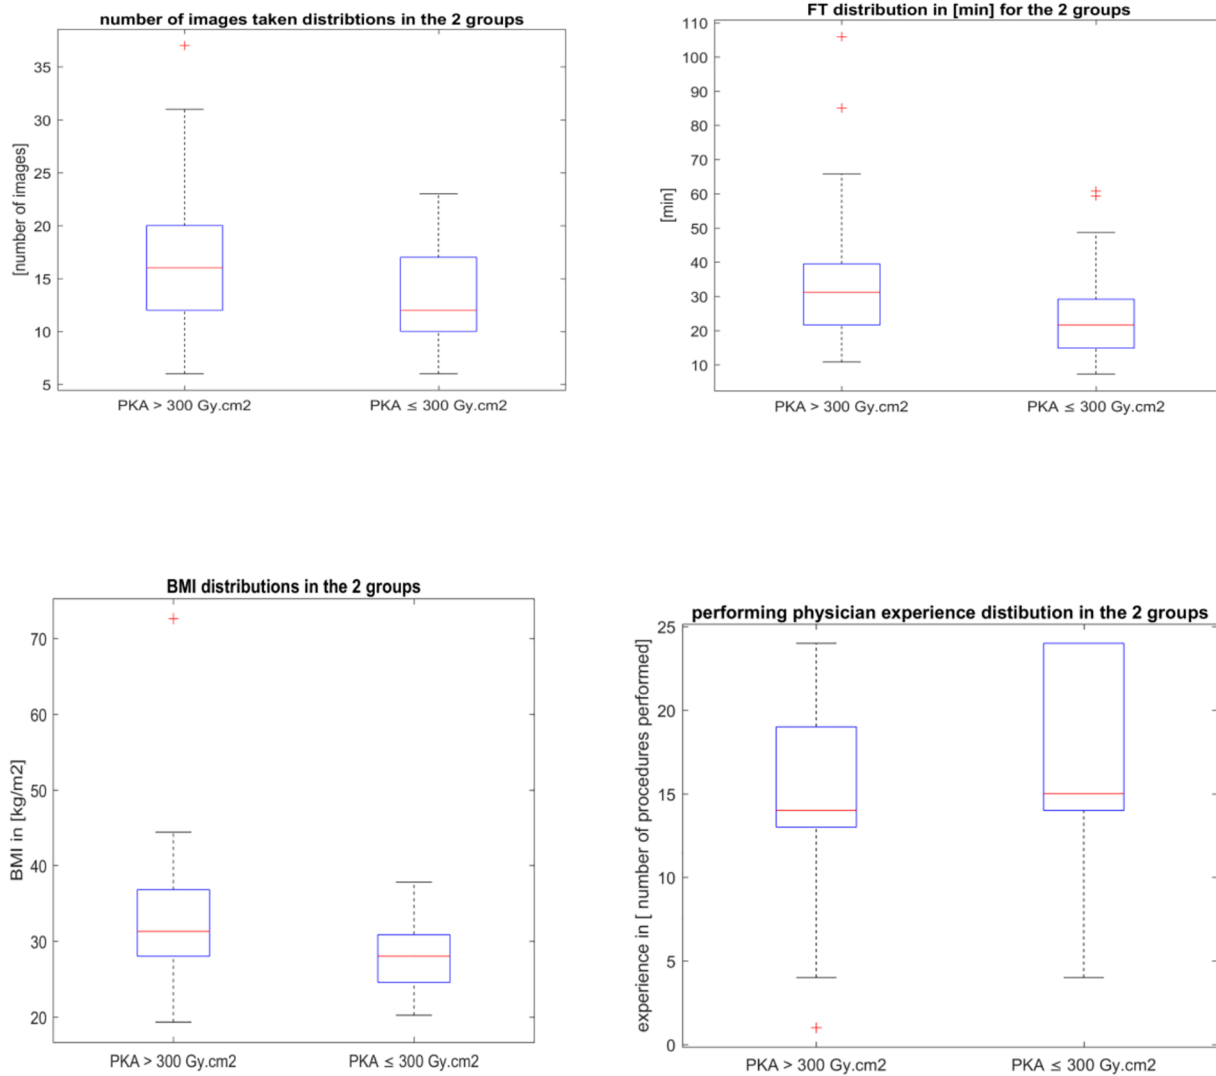 number of images taken distribtions in the 2 groups
[number of images]
35
30
25
20
15
10
5
PKA > 300 Gy.cm2
PKA ≤ 300 Gy.cm2
FT distribution in [min] for the 2 groups
[min]
110
100
90
80
70
60
50
40
30
20
10
PKA > 300 Gy.cm2
PKA ≤ 300 Gy.cm2
BMI distributions in the 2 groups
BMI in [kg/m2]
70
60
50
40
30
20
PKA > 300 Gy.cm2
PKA ≤ 300 Gy.cm2
performing physician experience distibution in the 2 groups
experience in [ number of procedures performed]
25
20
15
10
5
0
PKA > 300 Gy.cm2
PKA ≤ 300 Gy.cm2